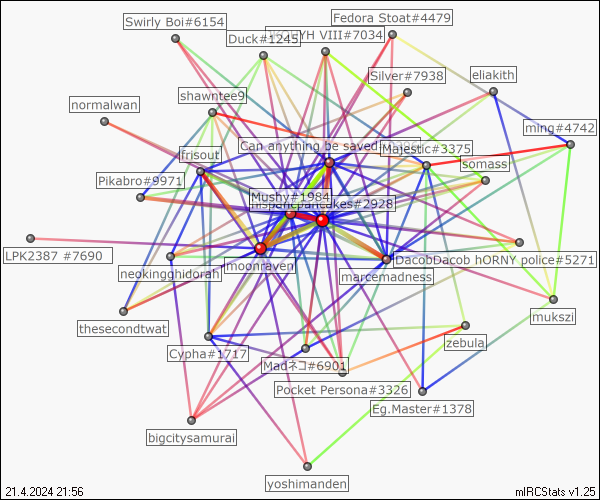 Fedora Stoat#4479
Swirly Boi#6154
YH VIII#7034
Duck#1245
Silver#7938
eliakith
shawntee9
normalwan
ming#4742
Can anything be saved
Majestic#3375
frisout
somass
Pikabro#9971
Mushy#1984
pancakes#2928
LPK2387 #7690
moonraven
DacobDacob hORNY police#5271
neokinghidorah
marcemadness
mukszi
thesecondtwat
zebula
Cypha#1717
Madネコ#6901
Pocket Persona#3326
Eg.Master#1378
bigcitysamurai
yoshimanden
21.4.2024 21:56
mIRCStats v1.25